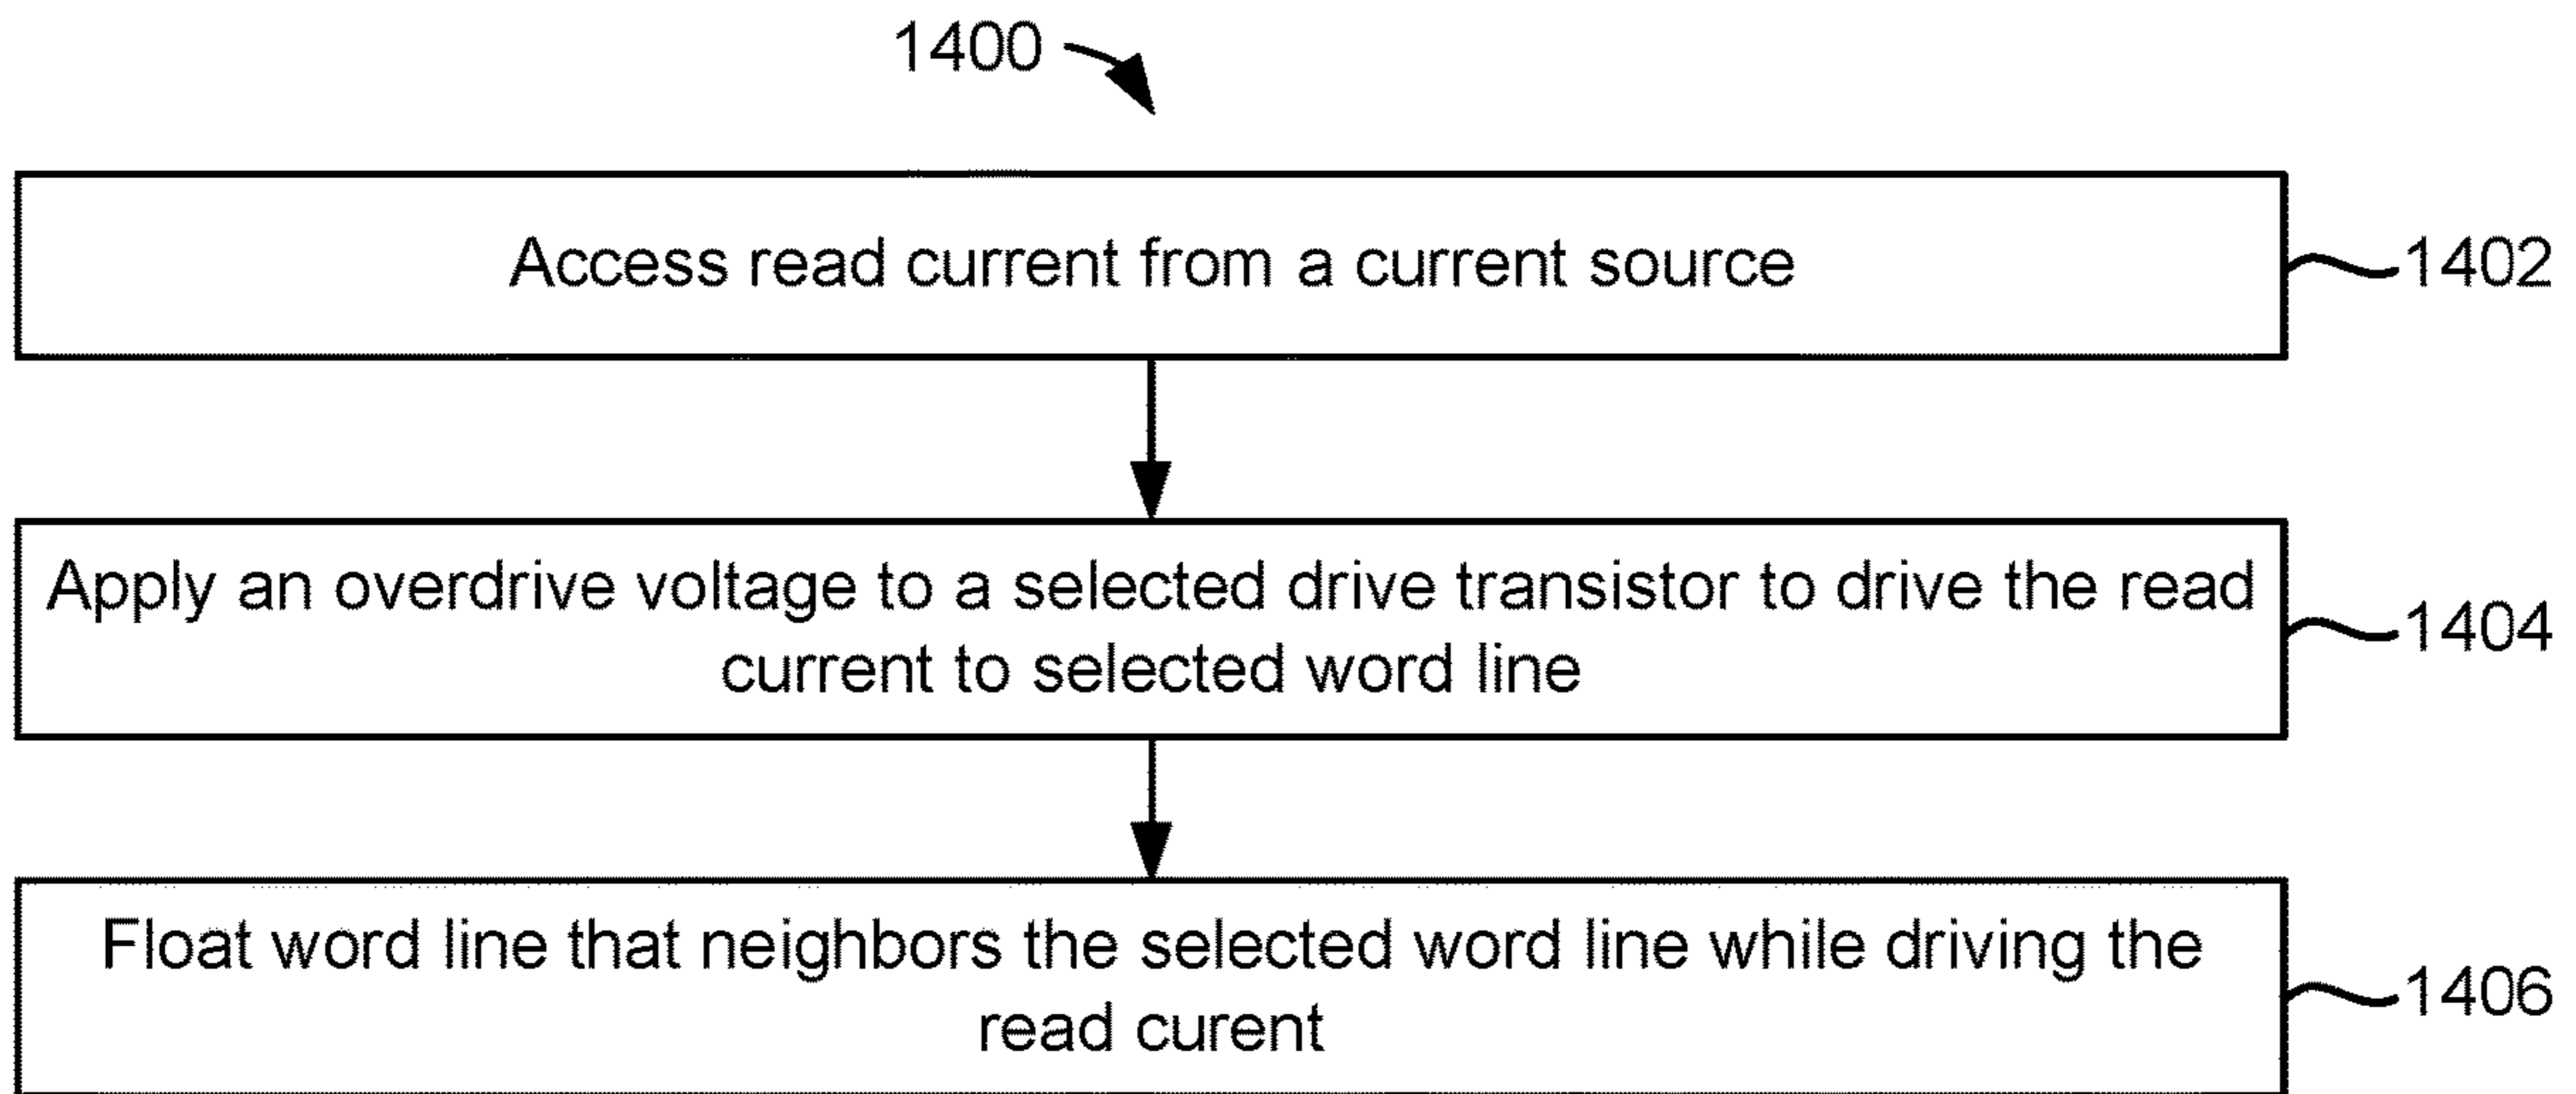 1400
Access read current from a current source
1402
Apply an overdrive voltage to a selected drive transistor to drive the read
current to selected word line
1404
Float word line that neighbors the selected word line while driving the
read curent
1406